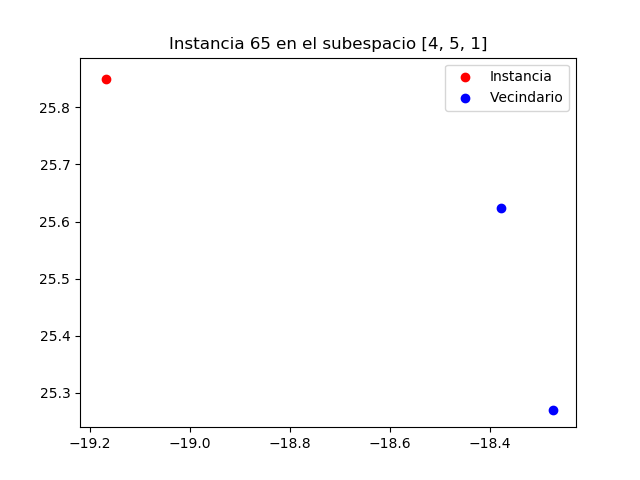 Instancia 65 en el subespacio [4, 5, 1]
Instancia
Vecindario
25.8
25.7
25.6
25.5
25.4
25.3
−19.2 −19.0 −18.8 −18.6 −18.4